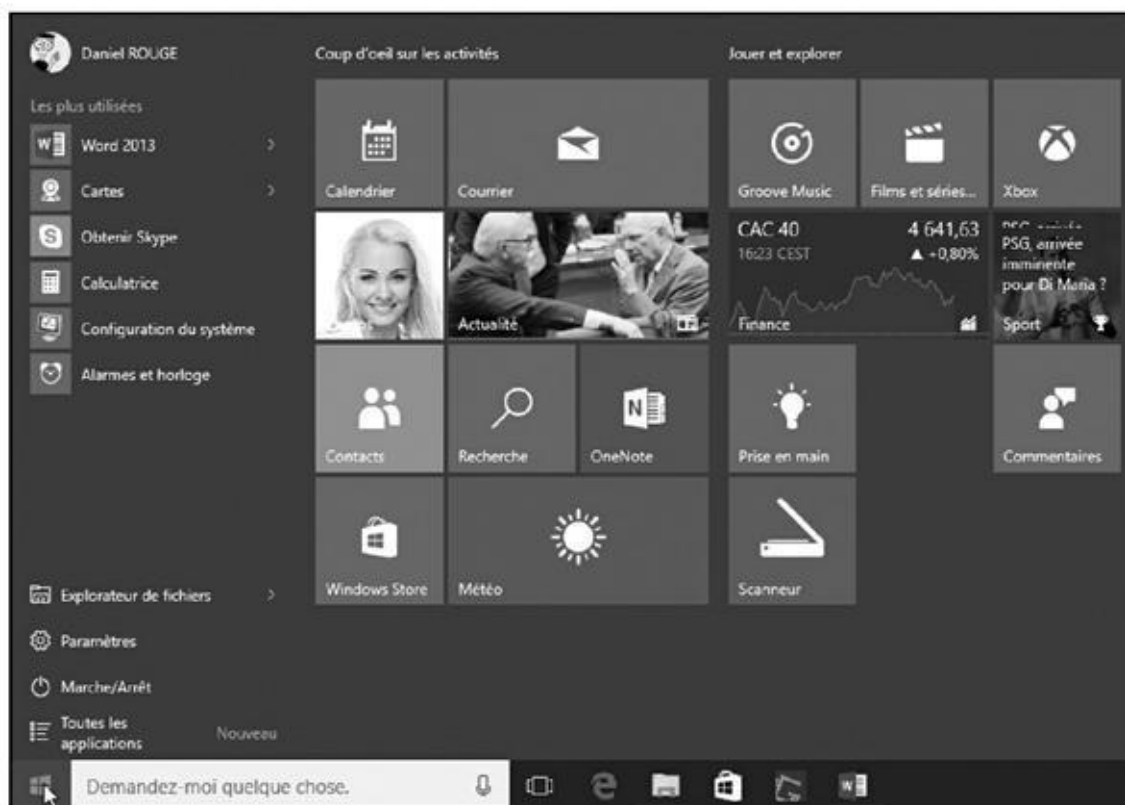 Daniel ROUGE
Les plus utilisées
Word 2013
Cartes
Obtenir Skype
Calculatrice
Configuration du système
Alarmes et horloge
Explorateur de fichiers
Paramètres
Marche/Arrêt
Toutes les
applications
Nouveau
Coup d'oeil sur les activités
Calendrier
Courrier
Actualité
Contacts
Recherche
OneNote
Windows Store
Météo
Jouer et explorer
Groove Music
Films et séries...
Xbox
CAC 40
4 641,63
16:23 CEST
▲ +0,80%
Finance
PSG, arrivée
imminente
pour Di Maria ?
Sport
Prise en main
Commentaires
Scanneur
Demandez-moi quelque chose.